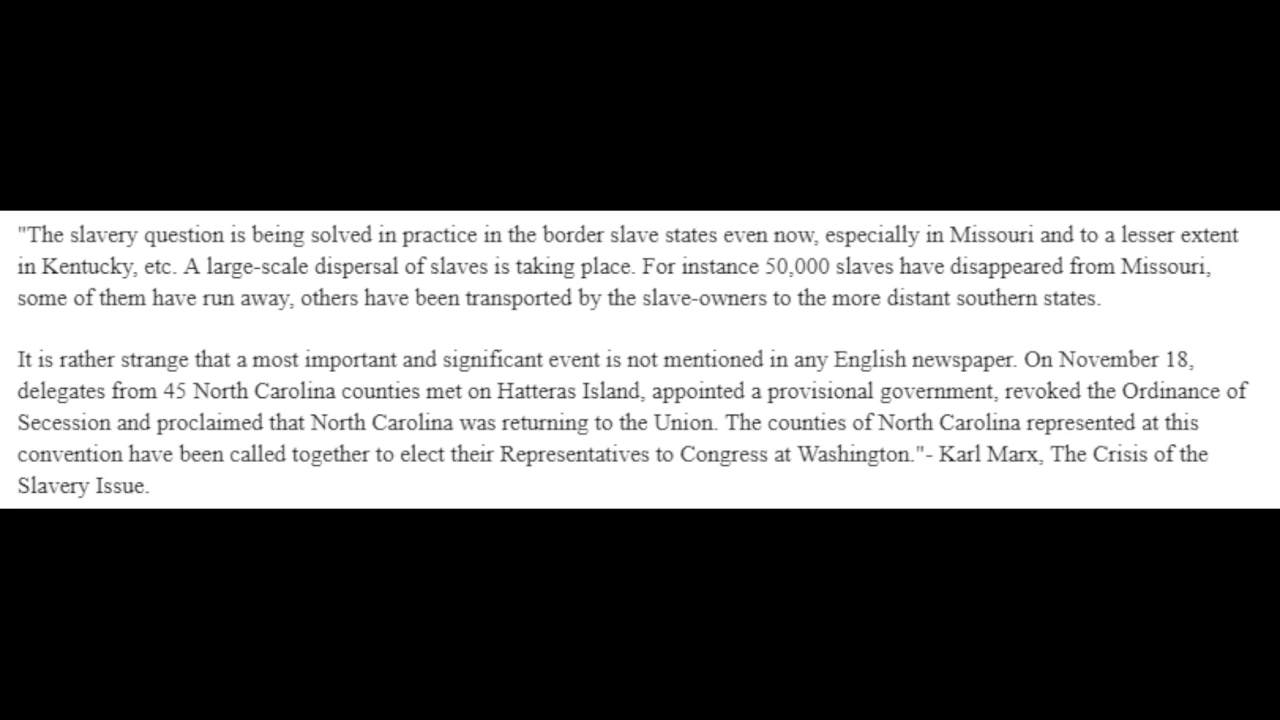 "The slavery question is being solved in practice in the border slave states even now, especially in Missouri and to a lesser extent
in Kentucky, etc. A large-scale dispersal of slaves is taking place. For instance 50,000 slaves have disappeared from Missouri,
some of them have run away, others have been transported by the slave-owners to the more distant southern states.
It is rather strange that a most important and significant event is not mentioned in any English newspaper. On November 18,
delegates from 45 North Carolina counties met on Hatteras Island, appointed a provisional government, revoked the Ordinance of
Secession and proclaimed that North Carolina was returning to the Union. The counties of North Carolina represented at this
convention have been called together to elect their Representatives to Congress at Washington."- Karl Marx, The Crisis of the
Slavery Issue.